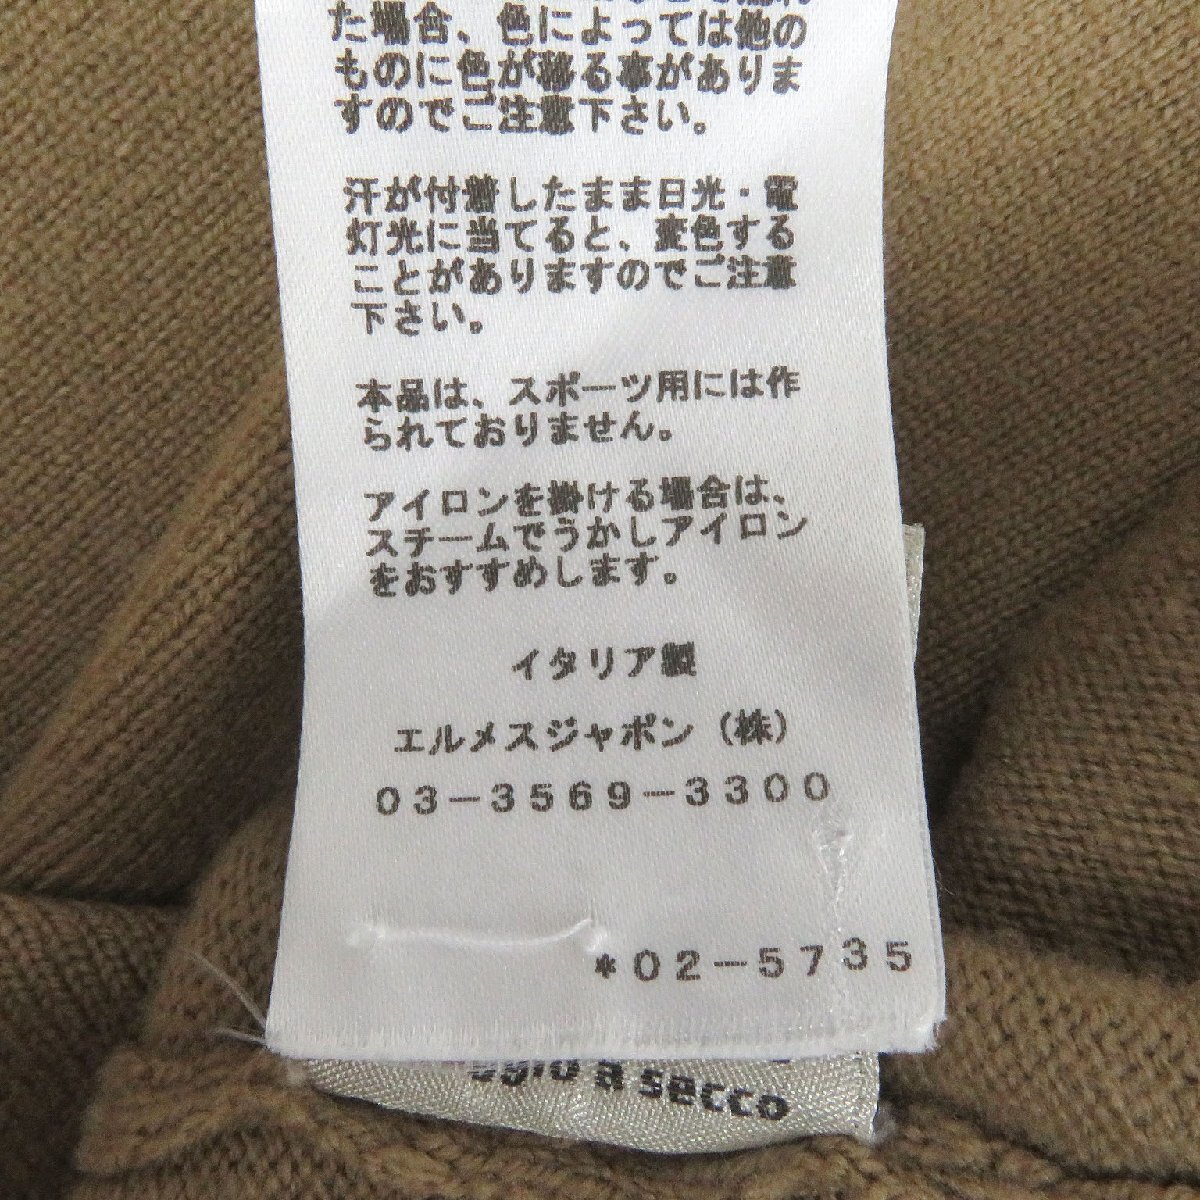 た場合、色によっては他の
ものに色が移る事がありま
すのでご注意下さい。
汗が付着したまま日光・電
灯光に当てると、変色する
ことがありますのでご注意
下さい。
本品は、スポーツ用には作
られておりません。
アイロンを掛ける場合は、
スチームでうかしアイロン
をおすすめします。
イタリア製
エルメスジャポン（株）
03-3569-3300
*02-5735
a secco